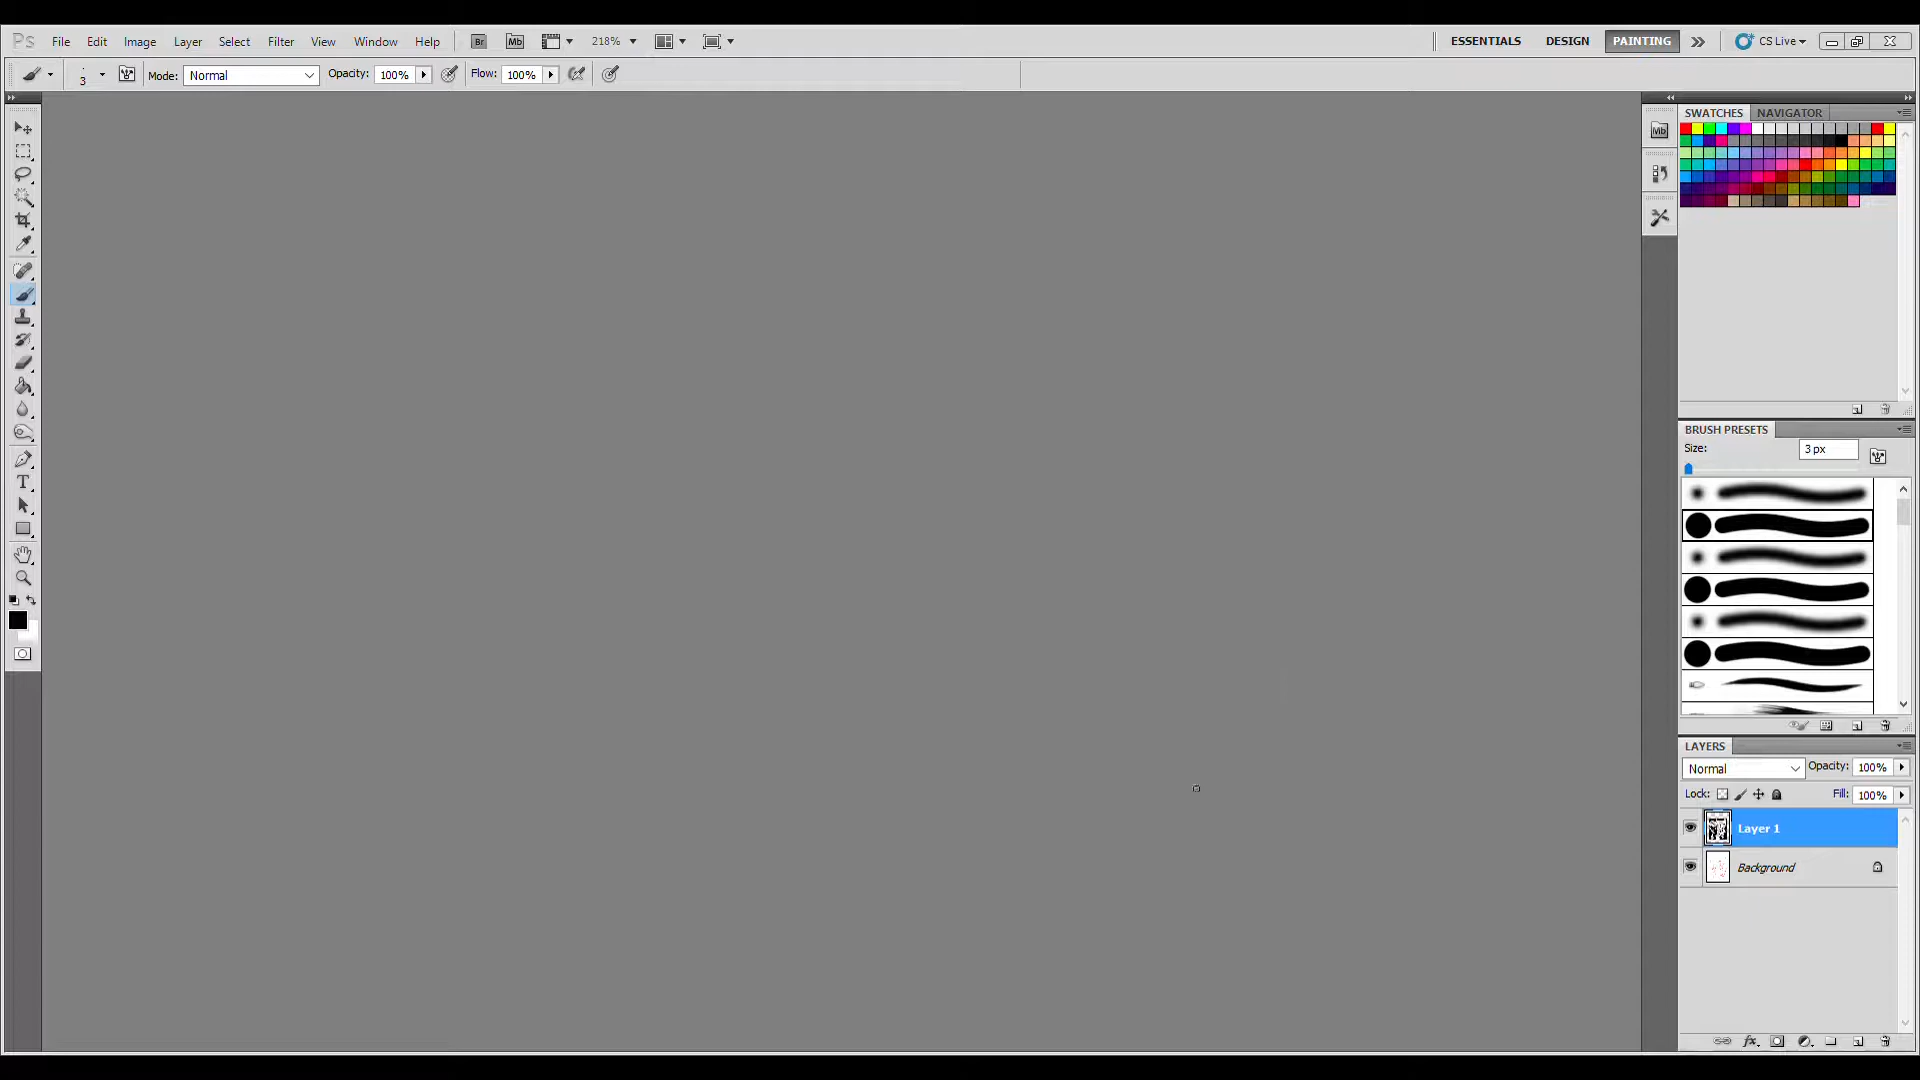 Ps File Edit Image Layer Select Filter View Window Help Br Mb 218% ESSENTIALS DESIGN PAINTING CS Live
3 Mode: Normal Opacity: 100% Flow: 100%
SWATCHES NAVIGATOR
Mb
BRUSH PRESETS
Size: 3 px
LAYERS
Normal Opacity: 100%
Lock: Fill: 100%
Layer 1
Background
fx